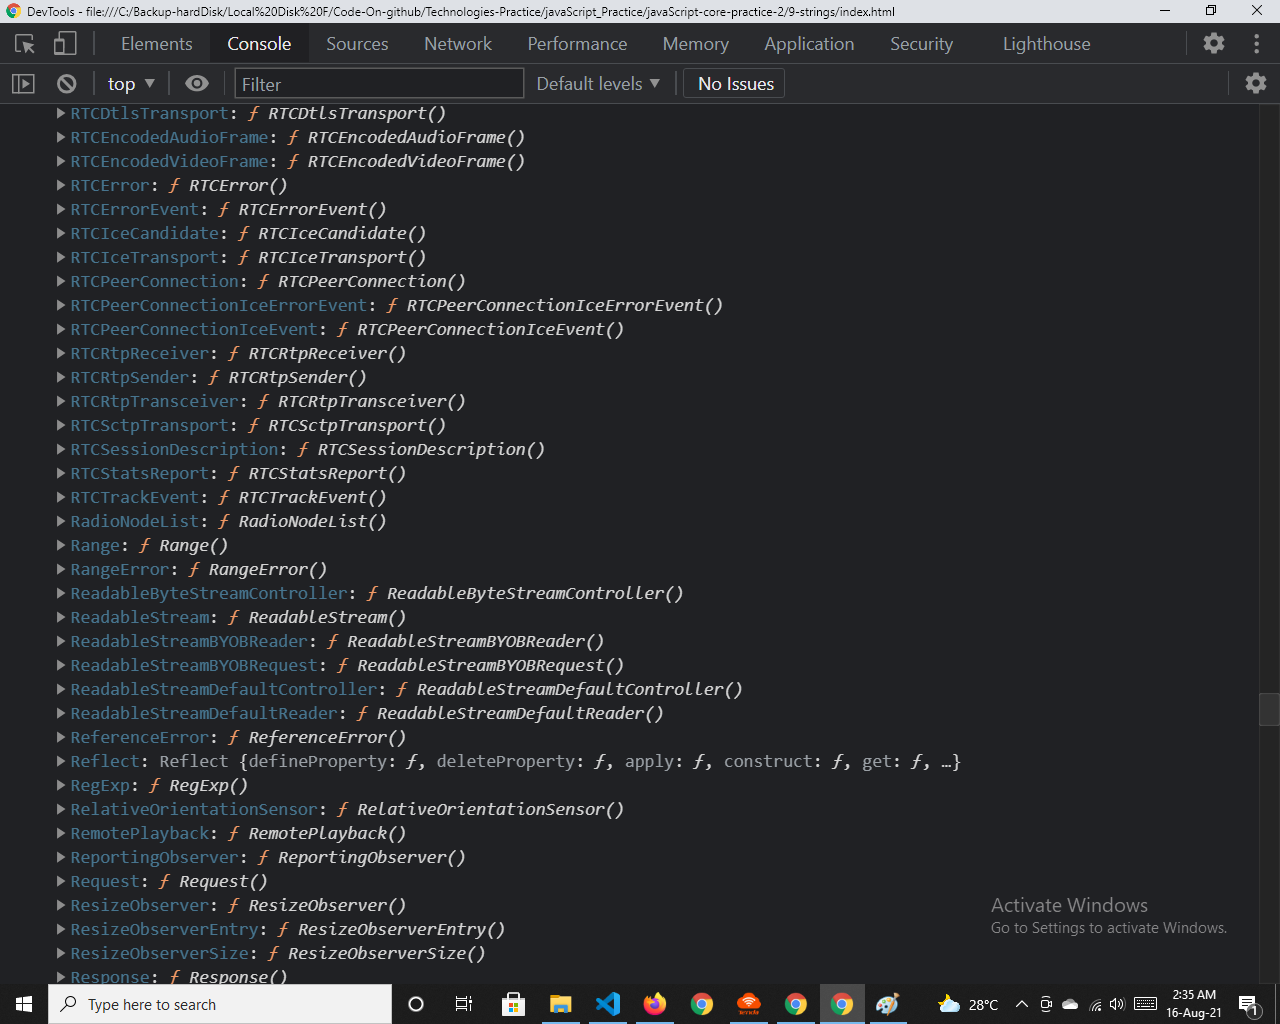 DevTools - file:///C:/Backup-hardDisk/Local%20Disk%20F/Code-On-github/Technologies-Practice/javaScript_Practice/javaScript-core-practice-2/9-strings/index.html
Elements Console Sources Network Performance Memory Application Security Lighthouse
top ▼ Filter Default levels ▼ No Issues
RTCDtlsTransport: ƒ RTCDtlsTransport()
RTCEncodedAudioFrame: ƒ RTCEncodedAudioFrame()
RTCEncodedVideoFrame: ƒ RTCEncodedVideoFrame()
RTCError: ƒ RTCError()
RTCErrorEvent: ƒ RTCErrorEvent()
RTCIceCandidate: ƒ RTCIceCandidate()
RTCIceTransport: ƒ RTCIceTransport()
RTCPeerConnection: ƒ RTCPeerConnection()
RTCPeerConnectionIceErrorEvent: ƒ RTCPeerConnectionIceErrorEvent()
RTCPeerConnectionIceEvent: ƒ RTCPeerConnectionIceEvent()
RTCRtpReceiver: ƒ RTCRtpReceiver()
RTCRtpSender: ƒ RTCRtpSender()
RTCRtpTransceiver: ƒ RTCRtpTransceiver()
RTCSctpTransport: ƒ RTCSctpTransport()
RTCSessionDescription: ƒ RTCSessionDescription()
RTCStatsReport: ƒ RTCStatsReport()
RTCTrackEvent: ƒ RTCTrackEvent()
RadioNodeList: ƒ RadioNodeList()
Range: ƒ Range()
RangeError: ƒ RangeError()
ReadableByteStreamController: ƒ ReadableByteStreamController()
ReadableStream: ƒ ReadableStream()
ReadableStreamBYOBReader: ƒ ReadableStreamBYOBReader()
ReadableStreamBYOBRequest: ƒ ReadableStreamBYOBRequest()
ReadableStreamDefaultController: ƒ ReadableStreamDefaultController()
ReadableStreamDefaultReader: ƒ ReadableStreamDefaultReader()
ReferenceError: ƒ ReferenceError()
Reflect: Reflect {defineProperty: ƒ, deleteProperty: ƒ, apply: ƒ, construct: ƒ, get: ƒ, …}
RegExp: ƒ RegExp()
RelativeOrientationSensor: ƒ RelativeOrientationSensor()
RemotePlayback: ƒ RemotePlayback()
ReportingObserver: ƒ ReportingObserver()
Request: ƒ Request()
ResizeObserver: ƒ ResizeObserver()
ResizeObserverEntry: ƒ ResizeObserverEntry()
ResizeObserverSize: ƒ ResizeObserverSize()
Response: ƒ Response()
Activate Windows
Go to Settings to activate Windows.
Type here to search
28°C
2:35 AM
16-Aug-21
1